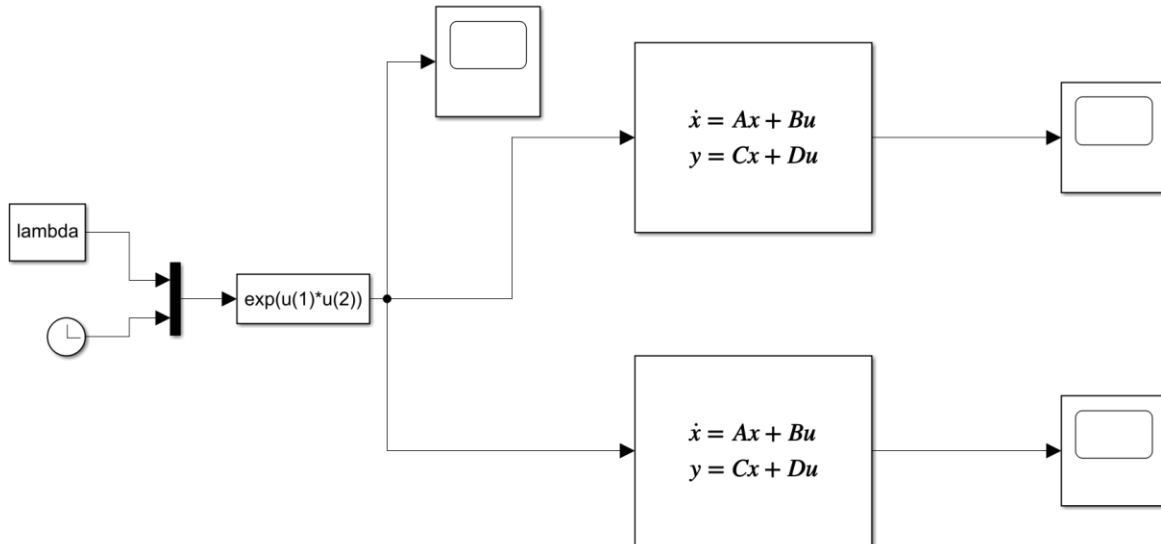 ẋ = Ax + Bu
y = Cx + Du
lambda
exp(u(1)*u(2))
ẋ = Ax + Bu
y = Cx + Du